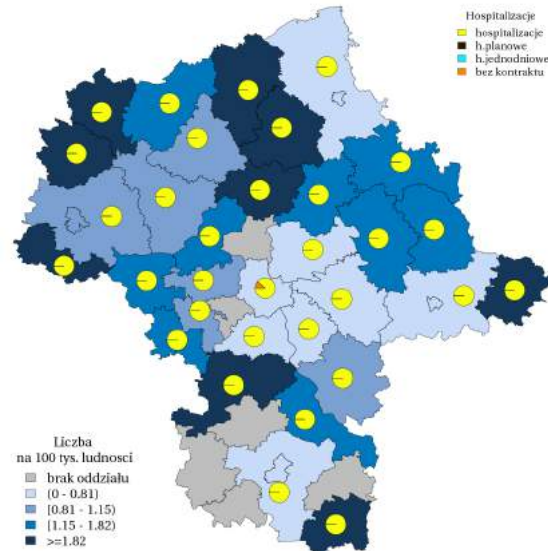 Hospitalizacje
hospitalizacje
h.planowe
h.jednodniowe
bez kontraktu
Liczba
na 100 tys. ludnosci
brak oddziału
(0 - 0.81)
[0.81 - 1.15)
[1.15 - 1.82)
>=1.82